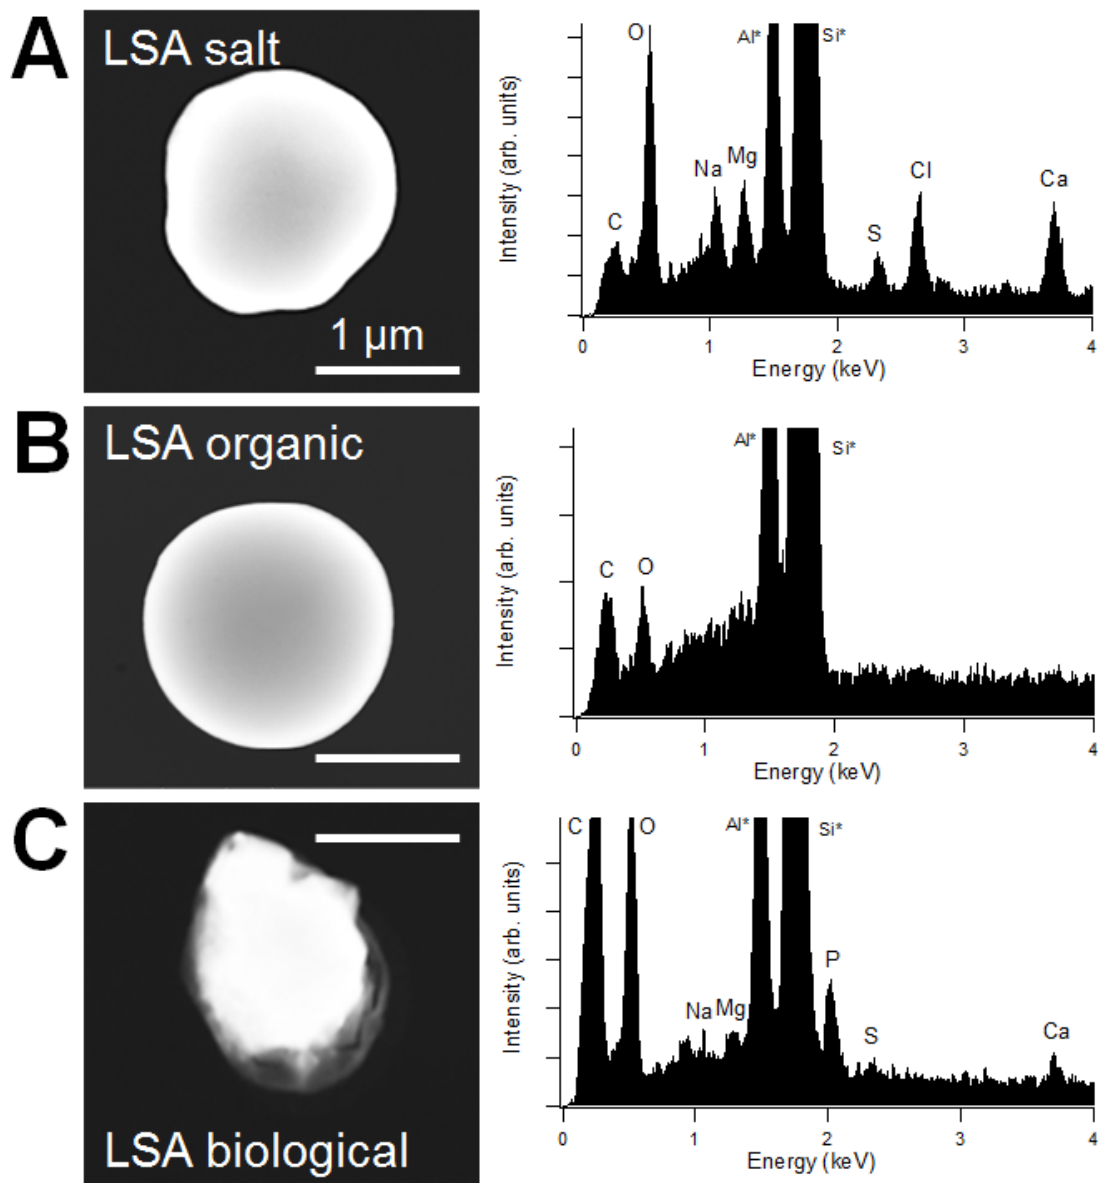 A
LSA salt
1 µm
Intensity (arb. units)
C
O
Na
Mg
Al*
Si*
S
Cl
Ca
0 1 2 3 4
Energy (keV)
B
LSA organic
Intensity (arb. units)
C
O
Al*
Si*
0 1 2 3 4
Energy (keV)
C
LSA biological
Intensity (arb. units)
C
O
Na
Mg
Al*
Si*
P
S
Ca
0 1 2 3 4
Energy (keV)